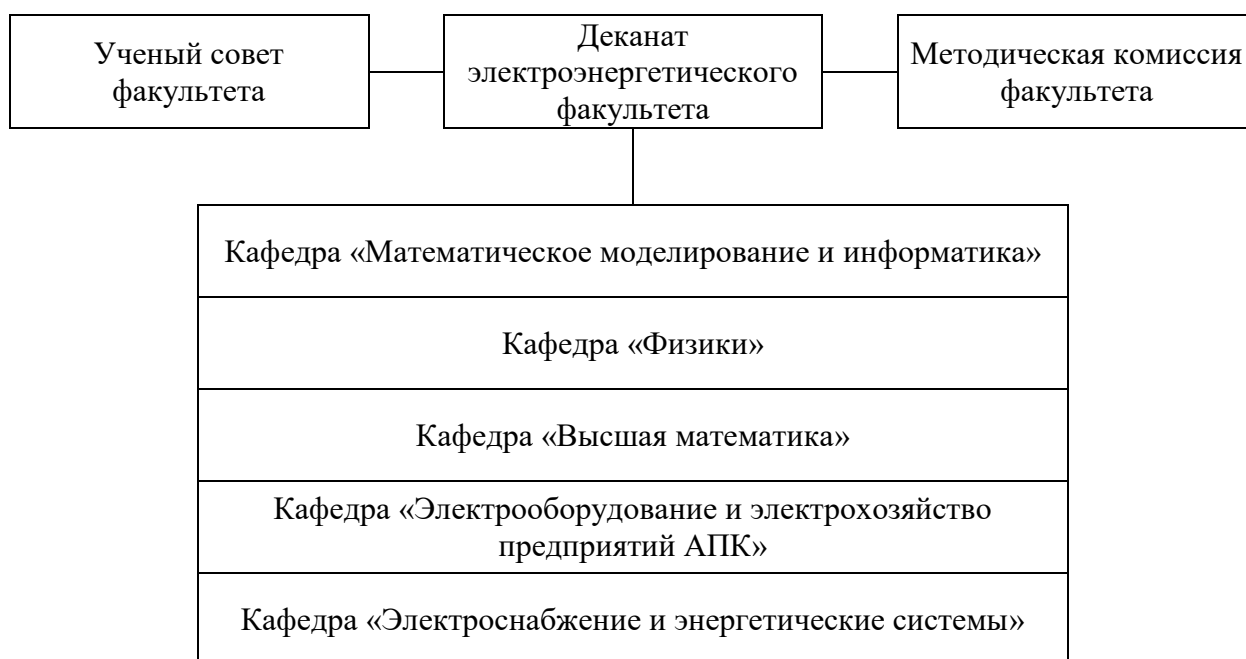 Ученый совет
факультета
Деканат
электроэнергетического
факультета
Методическая комиссия
факультета
Кафедра «Математическое моделирование и информатика»
Кафедра «Физики»
Кафедра «Высшая математика»
Кафедра «Электрооборудование и электрохозяйство
предприятий АПК»
Кафедра «Электроснабжение и энергетические системы»